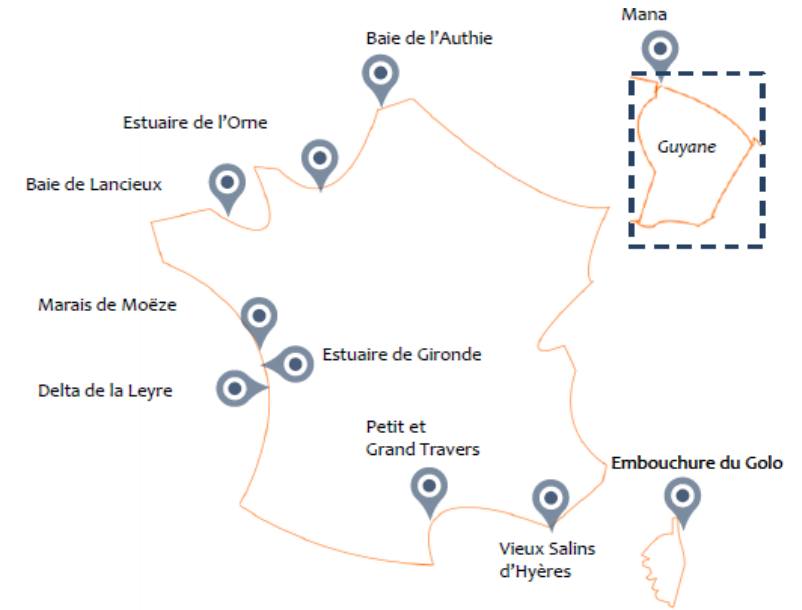 Mana
Baie de l'Authie
Estuaire de l'Orne
Guyane
Baie de Lancieux
Marais de Moëze
Estuaire de Gironde
Delta de la Leyre
Petit et
Grand Travers
Embouchure du Golo
Vieux Salins
d'Hyères